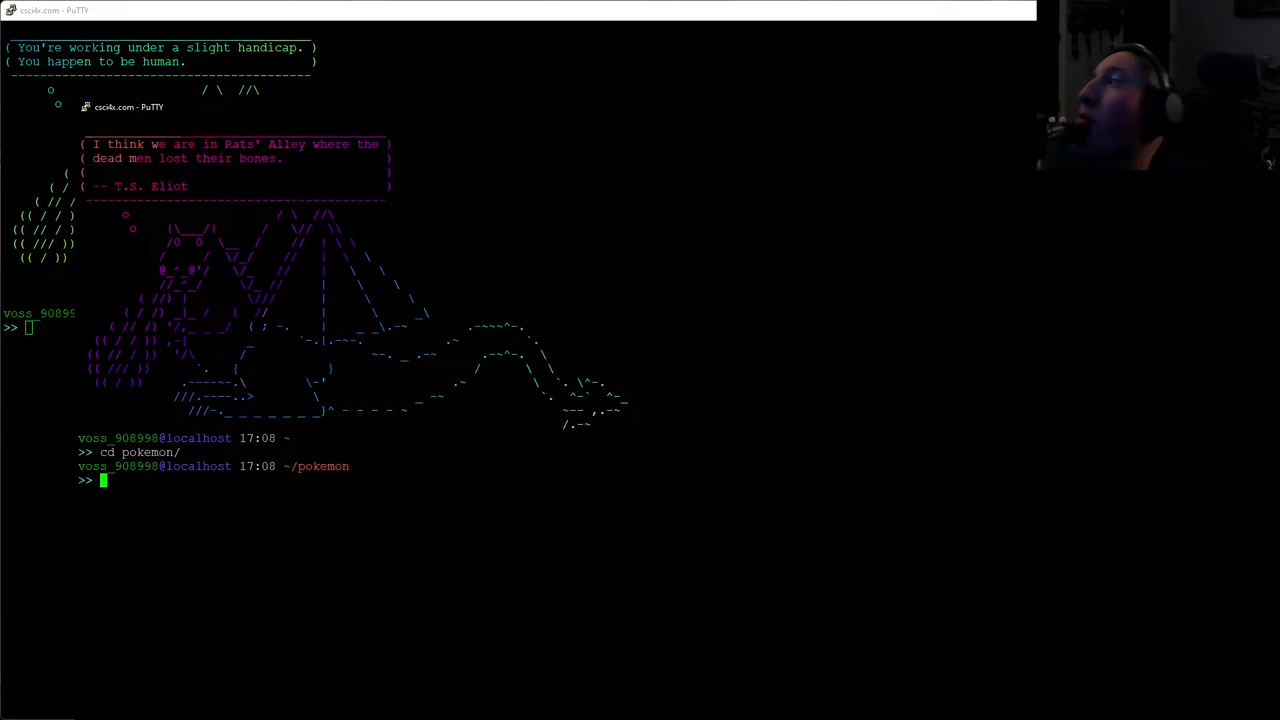 csci4x.com - PuTTY
( You're working under a slight handicap. )
( You happen to be human. )
csci4x.com - PuTTY
( I think we are in Rats' Alley where the )
( dead men lost their bones. )
( )
( -- T.S. Eliot )
voss_90899
>>
voss_908998@localhost 17:08 ~
>> cd pokemon/
voss_908998@localhost 17:08 ~/pokemon
>>